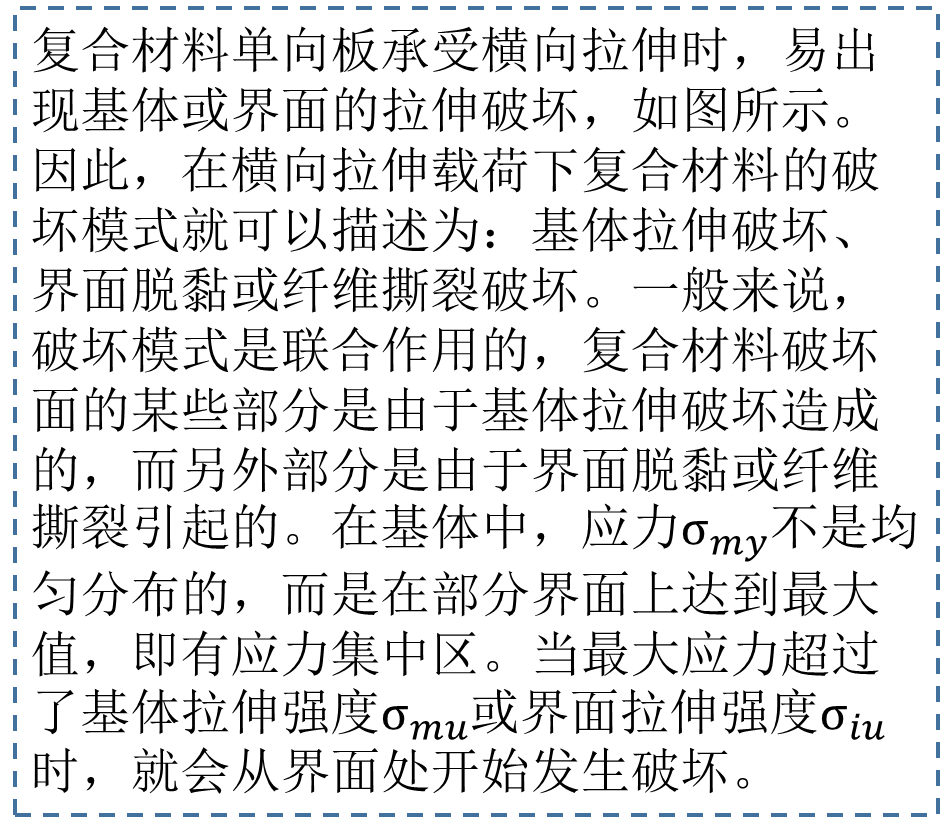 复合材料单向板承受横向拉伸时，易出
现基体或界面的拉伸破坏，如图所示。
因此，在横向拉伸载荷下复合材料的破
坏模式就可以描述为：基体拉伸破坏、
界面脱黏或纤维撕裂破坏。一般来说，
破坏模式是联合作用的，复合材料破坏
面的某些部分是由于基体拉伸破坏造成
的，而另外部分是由于界面脱黏或纤维
撕裂引起的。在基体中，应力σ_{my}不是均
匀分布的，而是在部分界面上达到最大
值，即有应力集中区。当最大应力超过
了基体拉伸强度σ_{mu}或界面拉伸强度σ_{iu}
时，就会从界面处开始发生破坏。